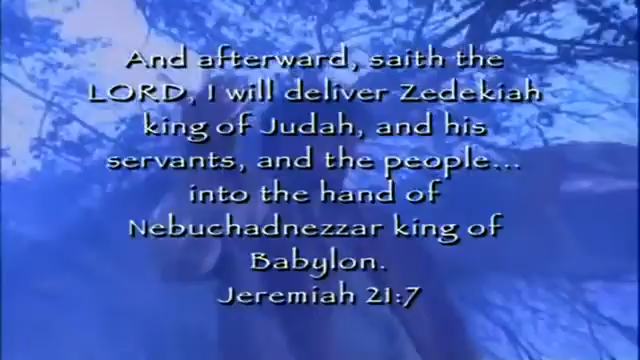 And afterward, saith the
LORD, I will deliver Zedekiah
king of Judah, and his
servants, and the people...
into the hand of
Nebuchadnezzar king of
Babylon.
Jeremiah 21:7